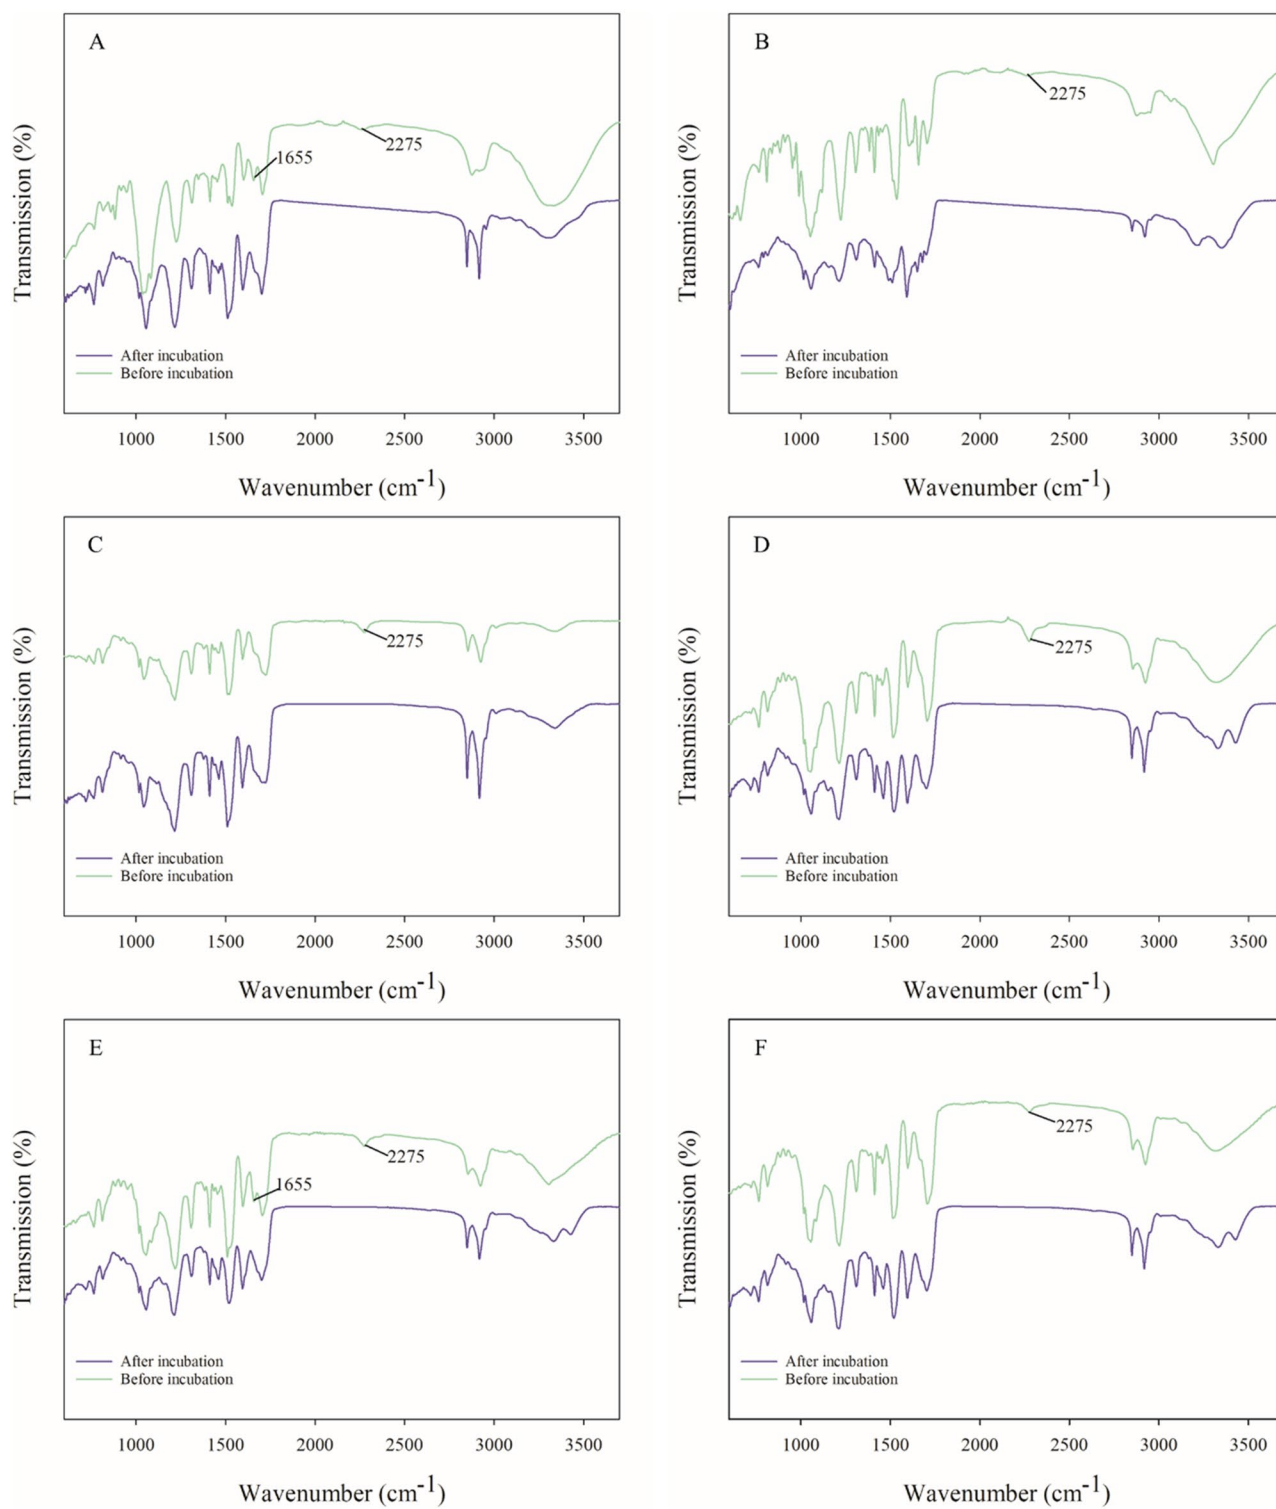 A
Transmission (%)
1655
2275
After incubation
Before incubation
1000 1500 2000 2500 3000 3500
Wavenumber (cm-1)
B
Transmission (%)
2275
After incubation
Before incubation
1000 1500 2000 2500 3000 3500
Wavenumber (cm-1)
C
Transmission (%)
2275
After incubation
Before incubation
1000 1500 2000 2500 3000 3500
Wavenumber (cm-1)
D
Transmission (%)
2275
After incubation
Before incubation
1000 1500 2000 2500 3000 3500
Wavenumber (cm-1)
E
Transmission (%)
2275
1655
After incubation
Before incubation
1000 1500 2000 2500 3000 3500
Wavenumber (cm-1)
F
Transmission (%)
2275
After incubation
Before incubation
1000 1500 2000 2500 3000 3500
Wavenumber (cm-1)